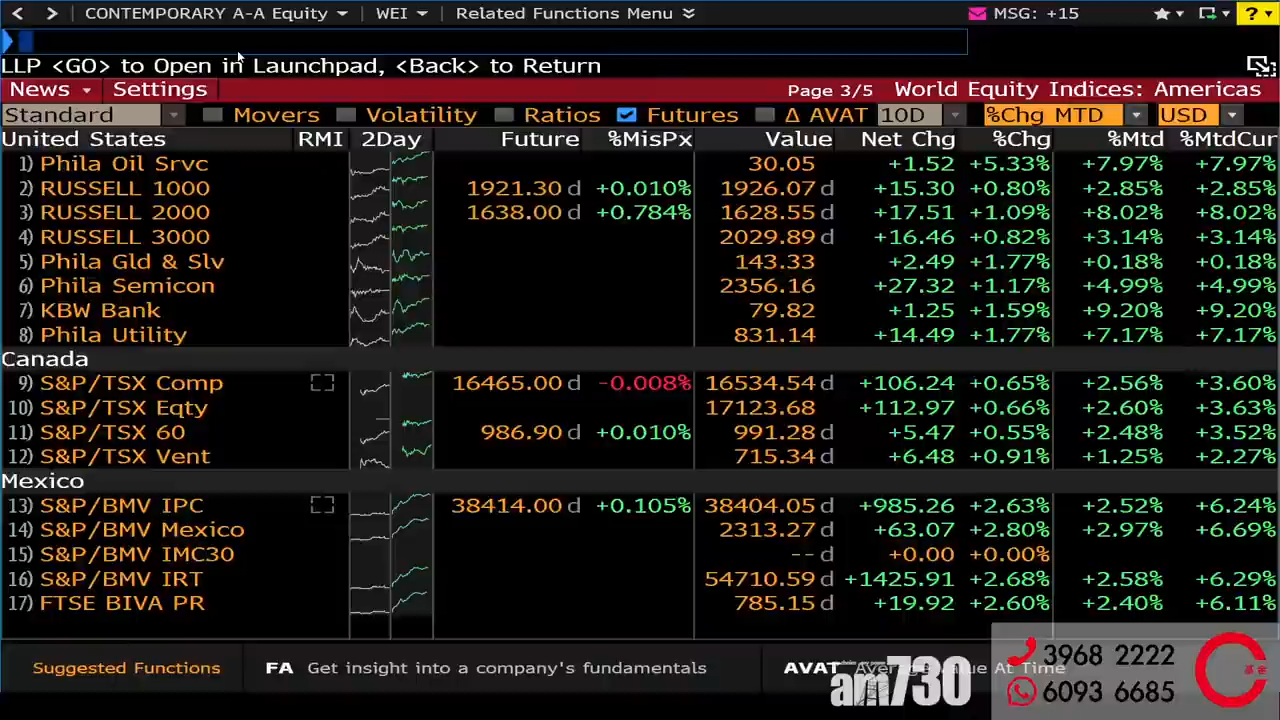 < > CONTEMPORARY A-A Equity WEI Related Functions Menu MSG: +15 ?
LLP <GO> to Open in Launchpad, <Back> to Return
News Settings Page 3/5 World Equity Indices: Americas
Standard Movers Volatility Ratios Futures Δ AVAT 10D %Chg MTD USD
United States RMI 2Day Future %MisPx Value Net Chg %Chg %Mtd %MtdCur
1) Phila Oil Srvc 30.05 +1.52 +5.33% +7.97% +7.97%
2) RUSSELL 1000 1921.30 d +0.010% 1926.07 d +15.30 +0.80% +2.85% +2.85%
3) RUSSELL 2000 1638.00 d +0.784% 1628.55 d +17.51 +1.09% +8.02% +8.02%
4) RUSSELL 3000 2029.89 d +16.46 +0.82% +3.14% +3.14%
5) Phila Gld & Slv 143.33 +2.49 +1.77% +0.18% +0.18%
6) Phila Semicon 2356.16 +27.32 +1.17% +4.99% +4.99%
7) KBW Bank 79.82 +1.25 +1.59% +9.20% +9.20%
8) Phila Utility 831.14 +14.49 +1.77% +7.17% +7.17%
Canada
9) S&P/TSX Comp 16465.00 d -0.008% 16534.54 d +106.24 +0.65% +2.56% +3.60%
10) S&P/TSX Eqty 17123.68 +112.97 +0.66% +2.60% +3.63%
11) S&P/TSX 60 986.90 d +0.010% 991.28 d +5.47 +0.55% +2.48% +3.52%
12) S&P/TSX Vent 715.34 d +6.48 +0.91% +1.25% +2.27%
Mexico
13) S&P/BMV IPC 38414.00 d +0.105% 38404.05 d +985.26 +2.63% +2.52% +6.24%
14) S&P/BMV Mexico 2313.27 d +63.07 +2.80% +2.97% +6.69%
15) S&P/BMV IMC30 -- d +0.00 +0.00%
16) S&P/BMV IRT 54710.59 d +1425.91 +2.68% +2.58% +6.29%
17) FTSE BIVA PR 785.15 d +19.92 +2.60% +2.40% +6.11%
Suggested Functions FA Get insight into a company's fundamentals AVAT Average Value At Time
am730
3968 2222
6093 6685